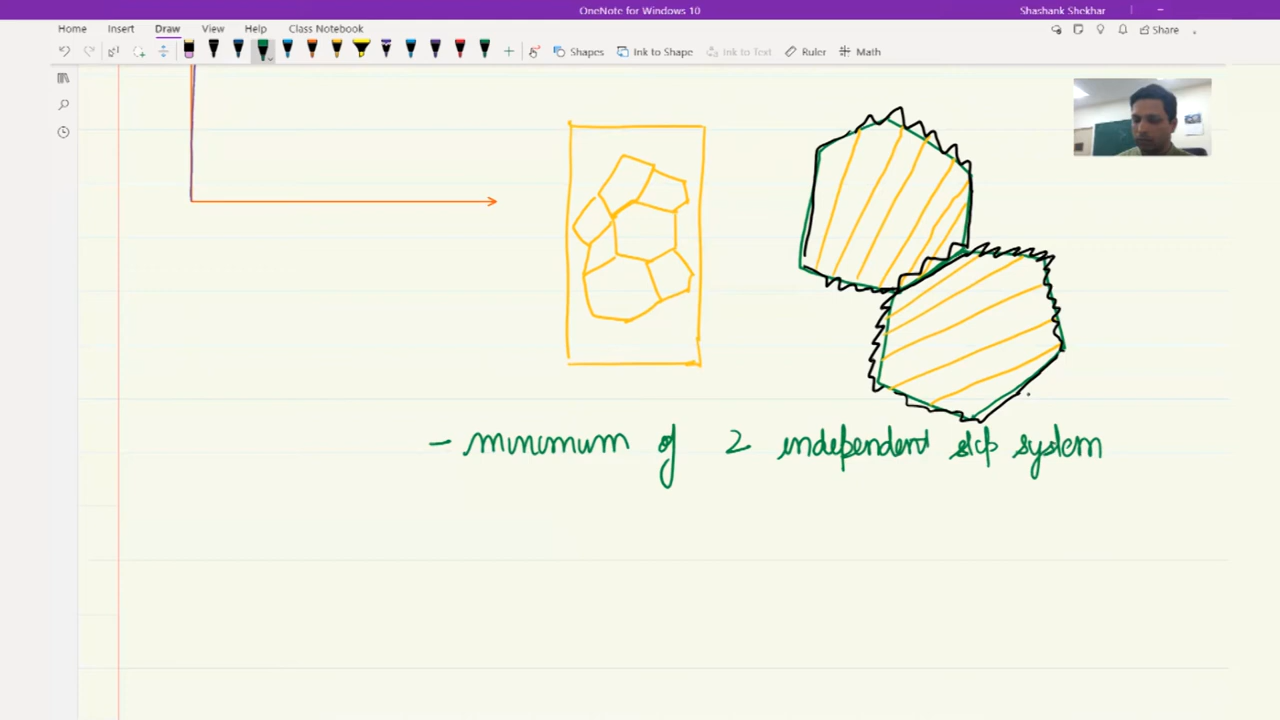 OneNote for Windows 10
Shashank Shekhar
Home Insert Draw View Help Class Notebook
Shapes Ink to Shape Ink to Text Ruler Math Share
- minimum of 2 independent slip system